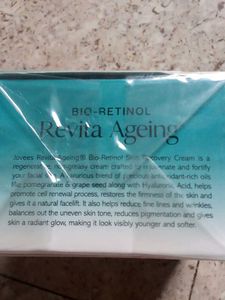 BIO-RETINOL
Revita Ageing
Jovees Revita Ageing® Bio-Retinol Skin Recovery Cream is a
regenerative, non-greasy cream crafted to rejuvenate and fortify
your facial skin. A luxurious blend of precious antioxidant-rich oils
like pomegranate & grape seed along with Hyaluronic Acid, helps
promote cell renewal process, restores the firmness of the skin and
gives it a natural facelift. It also helps reduce fine lines and wrinkles,
balances out the uneven skin tone, reduces pigmentation and gives
skin a radiant glow, making it look visibly younger and softer.